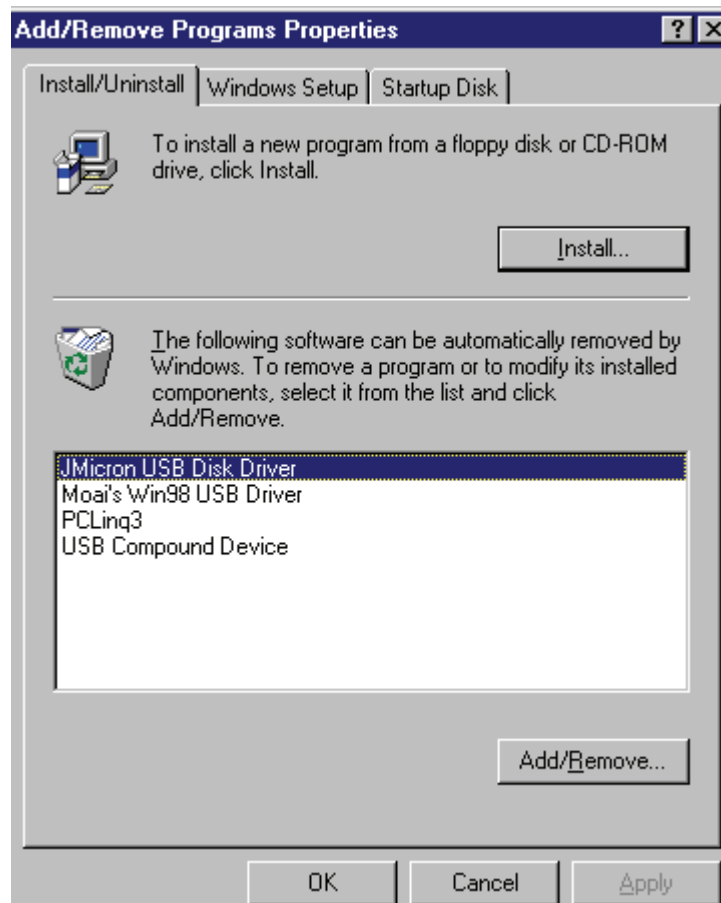 Add/Remove Programs Properties
Install/Uninstall
Windows Setup
Startup Disk
To install a new program from a floppy disk or CD-ROM
drive, click Install.
Install...
The following software can be automatically removed by
Windows. To remove a program or to modify its installed
components, select it from the list and click
Add/Remove.
JMicron USB Disk Driver
Moai's Win98 USB Driver
PCLinq3
USB Compound Device
Add/Remove...
OK
Cancel
Apply